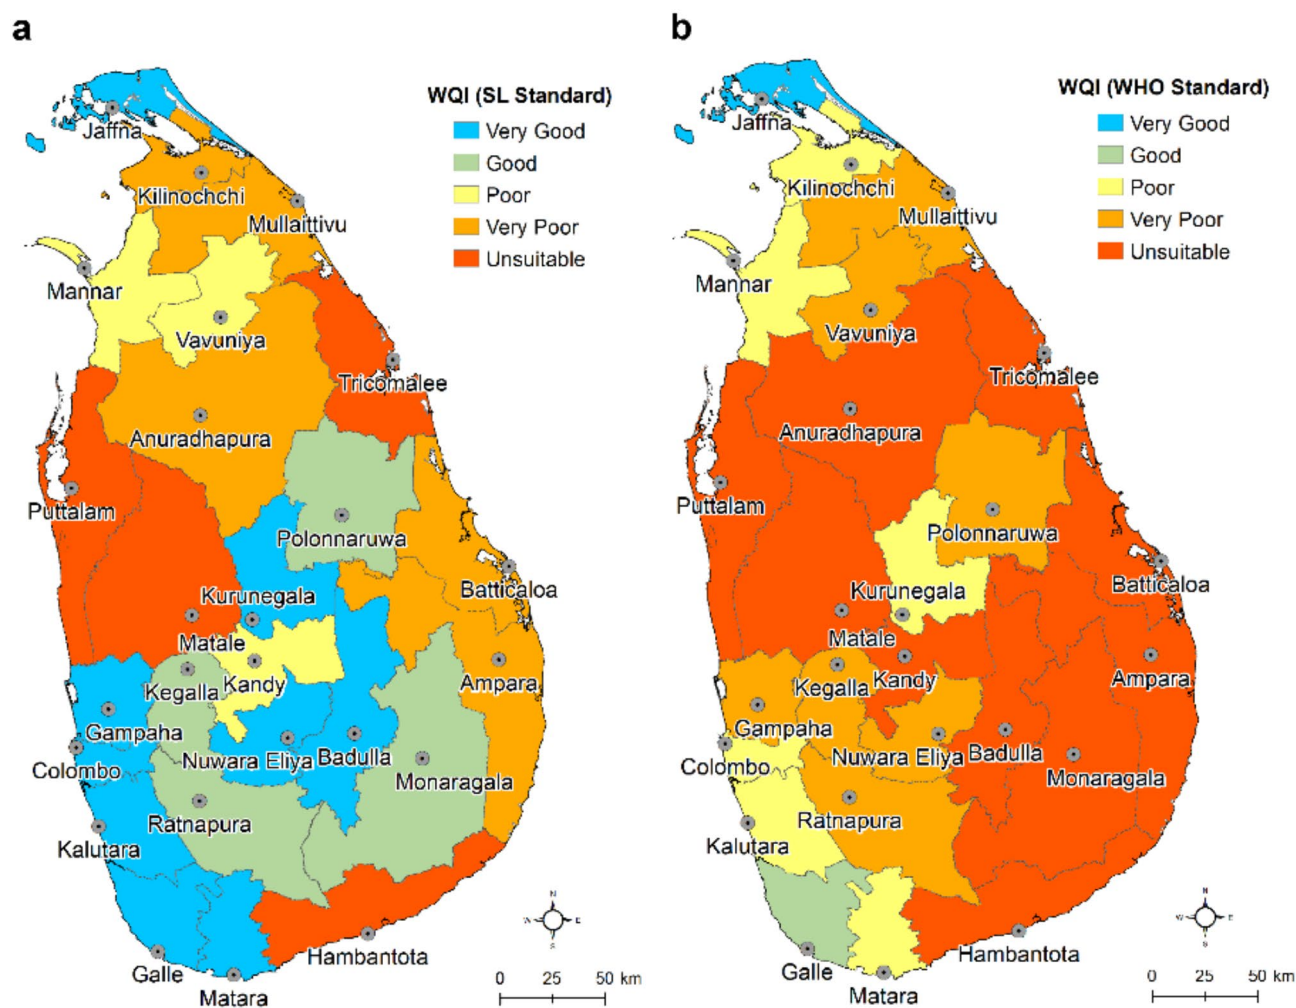 a
WQI (SL Standard)
Very Good
Good
Poor
Very Poor
Unsuitable
Jaffna
Kilinochchi
Mullaittivu
Mannar
Vavuniya
Tricomalee
Anuradhapura
Puttalam
Polonnaruwa
Batticaloa
Kurunegala
Matale
Kegalla
Kandy
Ampara
Gampaha
Colombo
Nuwara Eliya
Badulla
Monaragala
Ratnapura
Kalutara
Galle
Matara
Hambantota
N
W
E
S
0 25 50 km
b
WQI (WHO Standard)
Very Good
Good
Poor
Very Poor
Unsuitable
Jaffna
Kilinochchi
Mullaittivu
Mannar
Vavuniya
Tricomalee
Anuradhapura
Puttalam
Polonnaruwa
Batticaloa
Kurunegala
Matale
Kegalla
Kandy
Ampara
Gampaha
Colombo
Nuwara Eliya
Badulla
Monaragala
Ratnapura
Kalutara
Galle
Matara
Hambantota
N
W
E
S
0 25 50 km